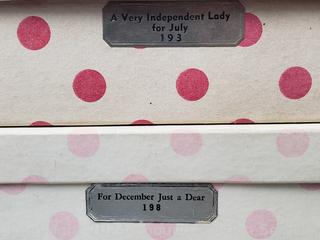 A Very Independent Lady
for July
193
For December Just a Dear
198